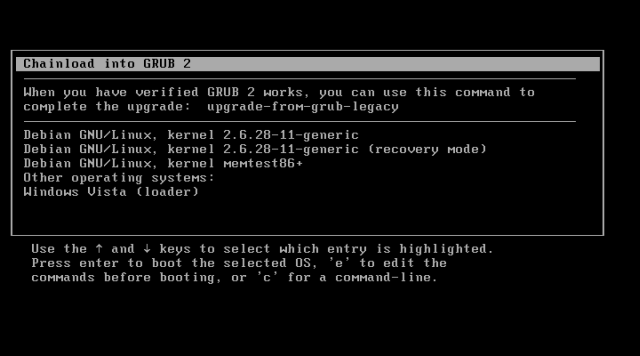 Chainload into GRUB 2
When you have verified GRUB 2 works, you can use this command to
complete the upgrade:  upgrade-from-grub-legacy
Debian GNU/Linux, kernel 2.6.28-11-generic
Debian GNU/Linux, kernel 2.6.28-11-generic (recovery mode)
Debian GNU/Linux, kernel memtest86+
Other operating systems:
Windows Vista (loader)
Use the ↑ and ↓ keys to select which entry is highlighted.
Press enter to boot the selected OS, 'e' to edit the
commands before booting, or 'c' for a command-line.